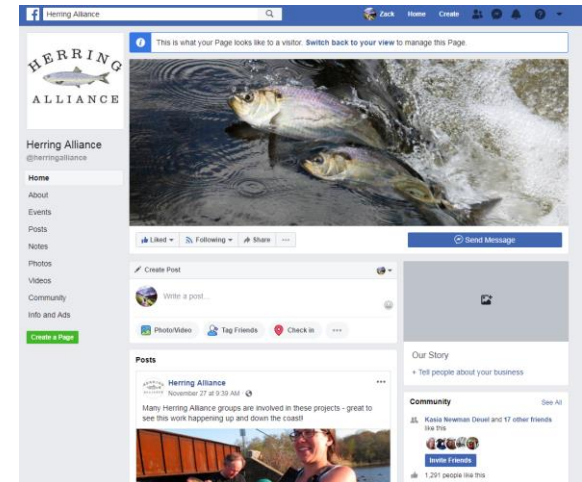 Herring Alliance
Zack Home Create
This is what your Page looks like to a visitor. Switch back to your view to manage this Page.
HERRING
ALLIANCE
Herring Alliance
@herringalliance
Home
About
Events
Posts
Notes
Photos
Videos
Community
Info and Ads
Create a Page
Liked Following Share
Send Message
Create Post
Write a post...
Photo/Video Tag Friends Check in
Our Story
+ Tell people about your business
Posts
Herring Alliance
November 27 at 9:39 AM
Many Herring Alliance groups are involved in these projects - great to
see this work happening up and down the coast!
Community See All
Kasia Newman Deuel and 17 other friends
like this
Invite Friends
1,291 people like this